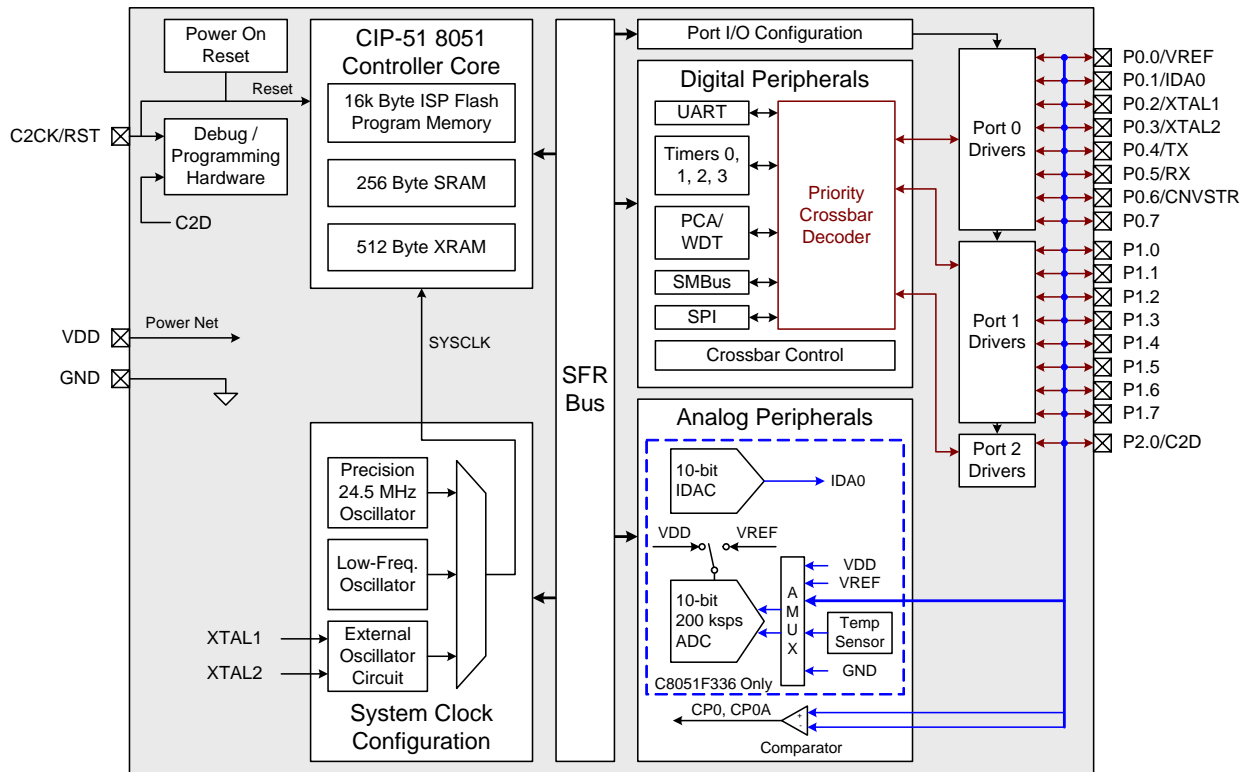 Power On
Reset
Reset
C2CK/RST
Debug /
Programming
Hardware
C2D
VDD
Power Net
GND
CIP-51 8051
Controller Core
16k Byte ISP Flash
Program Memory
256 Byte SRAM
512 Byte XRAM
SYSCLK
Precision
24.5 MHz
Oscillator
Low-Freq.
Oscillator
XTAL1
XTAL2
External
Oscillator
Circuit
System Clock
Configuration
SFR
Bus
Port I/O Configuration
Digital Peripherals
UART
Timers 0,
1, 2, 3
PCA/
WDT
SMBus
SPI
Priority
Crossbar
Decoder
Crossbar Control
Analog Peripherals
10-bit
IDAC
IDA0
VDD
VREF
10-bit
200 ksps
ADC
A
M
U
X
VDD
VREF
Temp
Sensor
GND
C8051F336 Only
CP0, CP0A
+
-
Comparator
Port 0
Drivers
Port 1
Drivers
Port 2
Drivers
P0.0/VREF
P0.1/IDA0
P0.2/XTAL1
P0.3/XTAL2
P0.4/TX
P0.5/RX
P0.6/CNVSTR
P0.7
P1.0
P1.1
P1.2
P1.3
P1.4
P1.5
P1.6
P1.7
P2.0/C2D